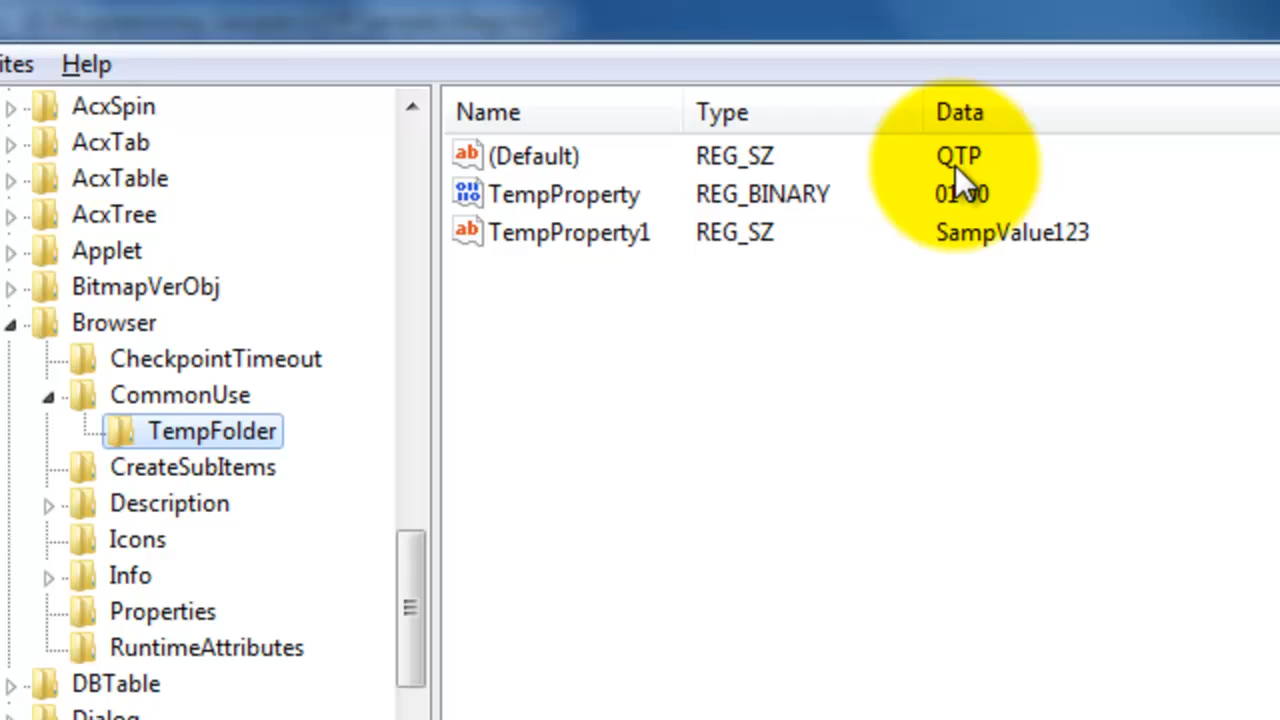 ites Help
AcxSpin
AcxTab
AcxTable
AcxTree
Applet
BitmapVerObj
Browser
CheckpointTimeout
CommonUse
TempFolder
CreateSubItems
Description
Icons
Info
Properties
RuntimeAttributes
DBTable
Dialog
Name Type Data
(Default) REG_SZ QTP
TempProperty REG_BINARY
TempProperty1 REG_SZ SampValue123